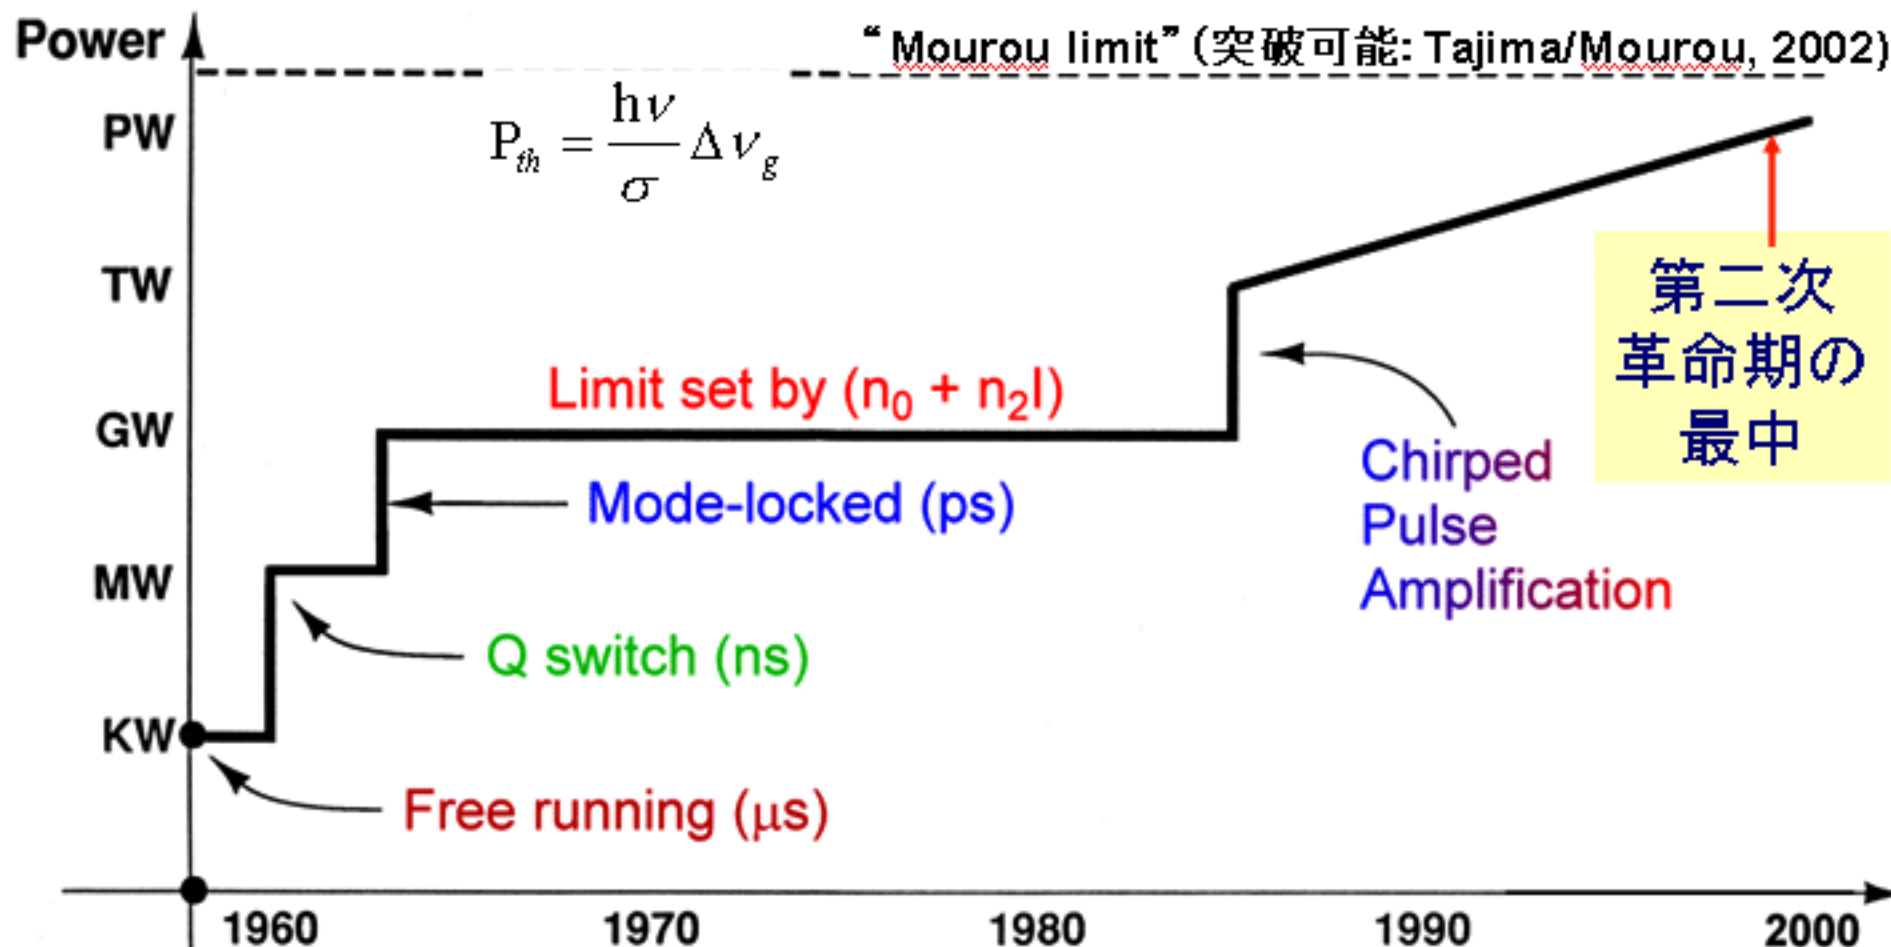 Power
“Mourou limit” (突破可能: Tajima/Mourou, 2002)
PW
P_th = hν/σ Δν_g
TW
第二次
革命期の
最中
Limit set by (n₀ + n₂I)
GW
Chirped
Pulse
Amplification
Mode-locked (ps)
MW
Q switch (ns)
KW
Free running (μs)
1960 1970 1980 1990 2000